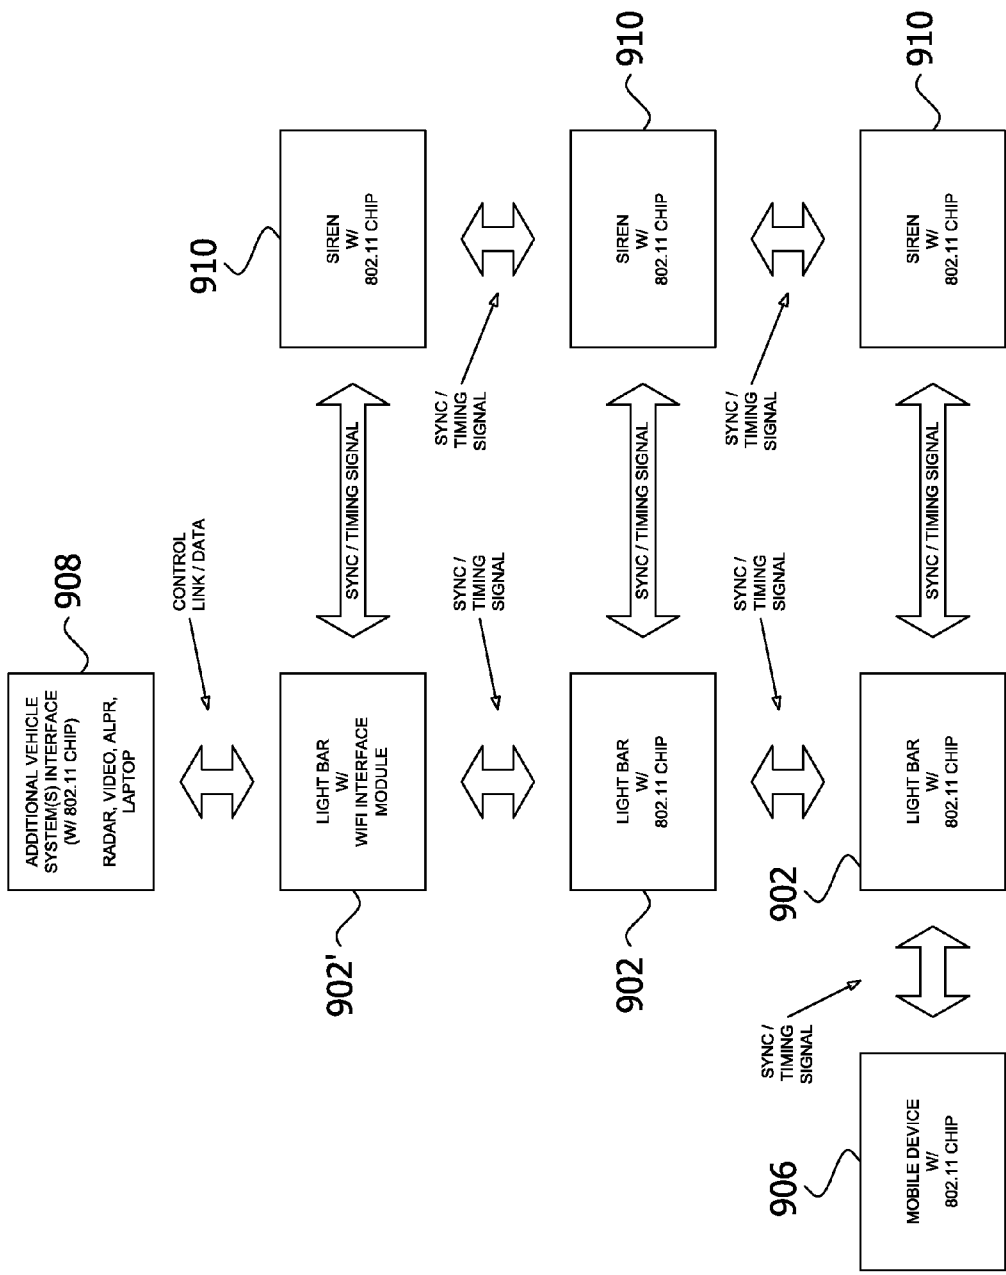 ADDITIONAL VEHICLE
SYSTEM(S) INTERFACE
(W/ 802.11 CHIP)
RADAR, VIDEO, ALPR,
LAPTOP
908
CONTROL
LINK / DATA
902'
LIGHT BAR
W/
WIFI INTERFACE
MODULE
SYNC / TIMING SIGNAL
SIREN
W/
802.11 CHIP
910
SYNC /
TIMING
SIGNAL
SYNC /
TIMING
SIGNAL
902
LIGHT BAR
W/
802.11 CHIP
SYNC / TIMING SIGNAL
SIREN
W/
802.11 CHIP
910
SYNC /
TIMING
SIGNAL
SYNC /
TIMING
SIGNAL
906
MOBILE DEVICE
W/
802.11 CHIP
SYNC /
TIMING
SIGNAL
902
LIGHT BAR
W/
802.11 CHIP
SYNC / TIMING SIGNAL
SIREN
W/
802.11 CHIP
910